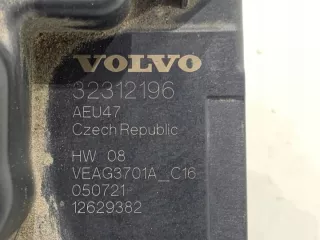 VOLVO
32312196
AEU47
Czech Republic
HW 08
VEAG3701A_C16
050721
12629382